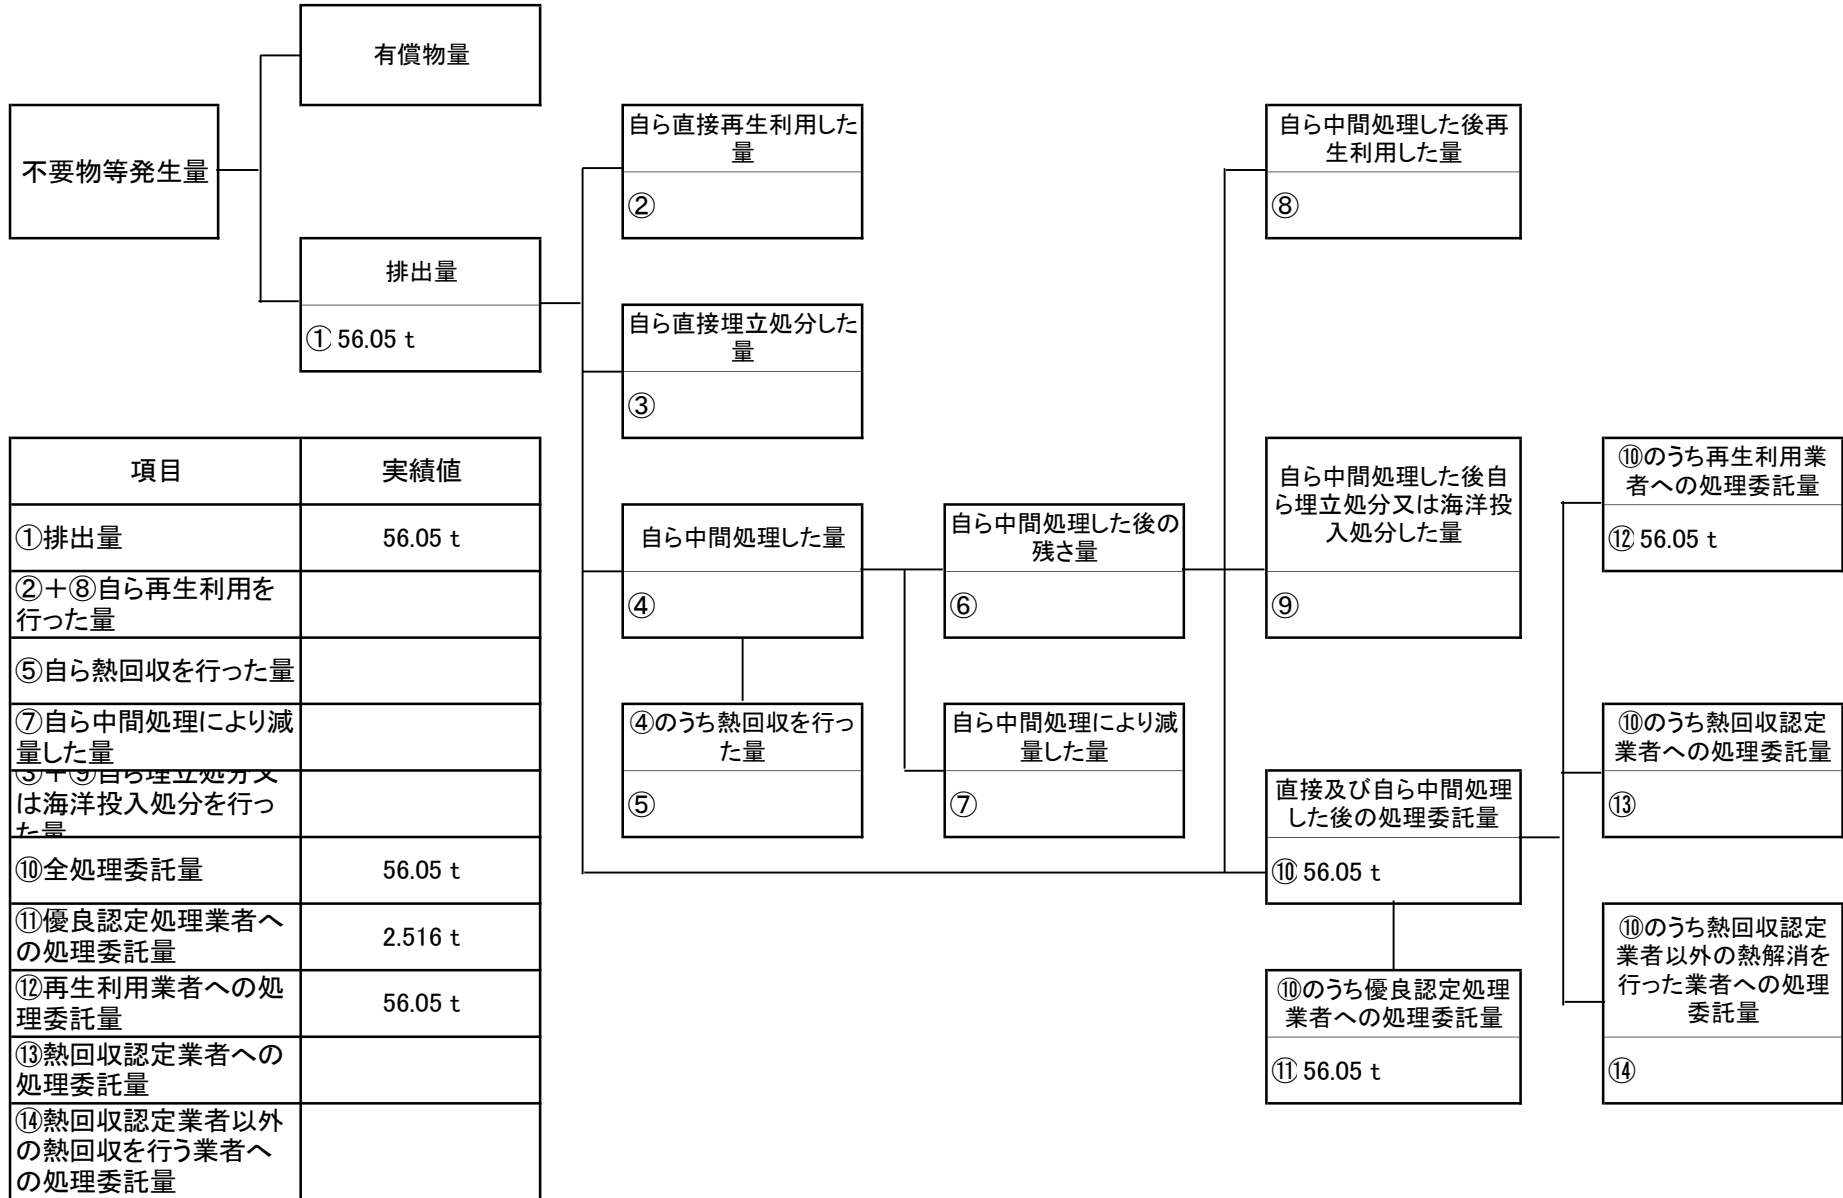 有償物量
不要物等発生量
排出量
① 56.05 t
自ら直接再生利用した
量
②
自ら直接埋立処分した
量
③
自ら中間処理した量
④
④のうち熱回収を行っ
た量
⑤
自ら中間処理した後の
残さ量
⑥
自ら中間処理により減
量した量
⑦
自ら中間処理した後再
生利用した量
⑧
自ら中間処理した後自
ら埋立処分又は海洋投
入処分した量
⑨
直接及び自ら中間処理
した後の処理委託量
⑩ 56.05 t
⑩のうち優良認定処理
業者への処理委託量
⑪ 56.05 t
⑩のうち再生利用業
者への処理委託量
⑫ 56.05 t
⑩のうち熱回収認定
業者への処理委託量
⑬
⑩のうち熱回収認定
業者以外の熱解消を
行った業者への処理
委託量
⑭
項目 実績値
①排出量 56.05 t
②＋⑧自ら再生利用を
行った量
⑤自ら熱回収を行った量
⑦自ら中間処理により減
量した量
③＋⑨自ら埋立処分又
は海洋投入処分を行っ
た量
⑩全処理委託量 56.05 t
⑪優良認定処理業者へ
の処理委託量 2.516 t
⑫再生利用業者への処
理委託量 56.05 t
⑬熱回収認定業者への
処理委託量
⑭熱回収認定業者以外
の熱回収を行う業者へ
の処理委託量